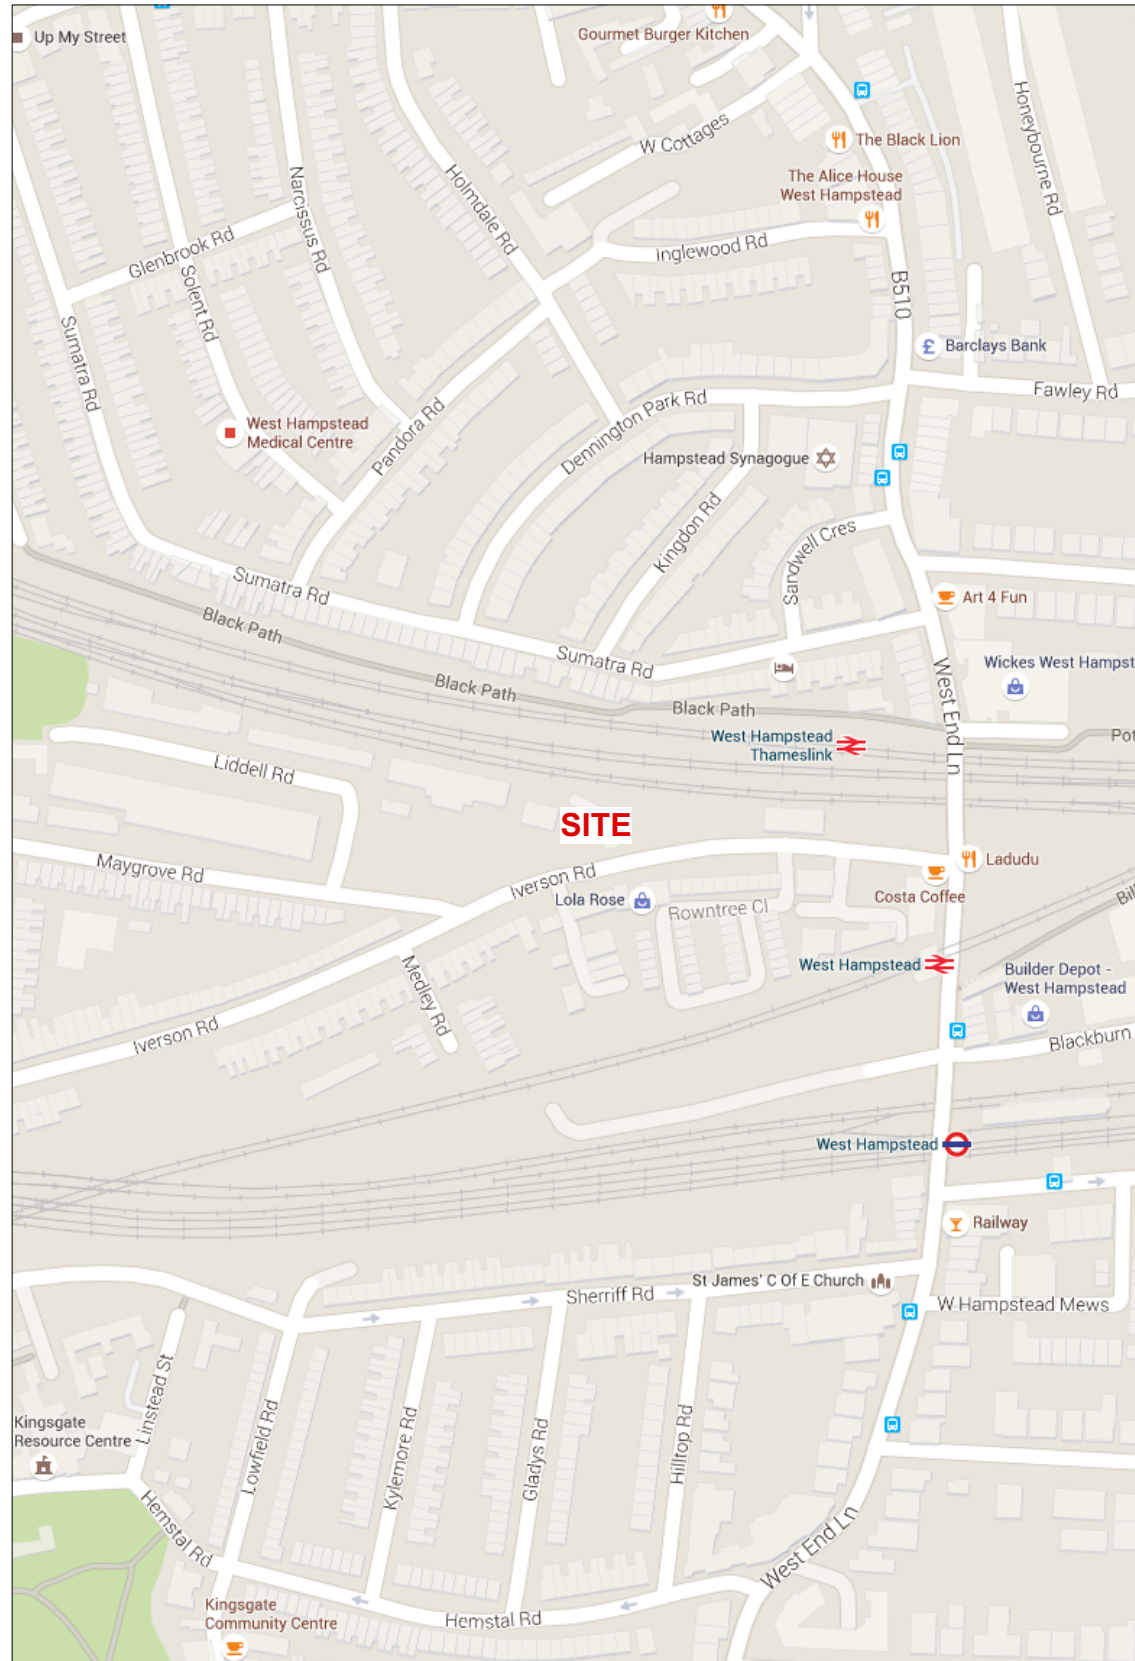 Up My Street
Gourmet Burger Kitchen
Honeybourne Rd
W Cottages
The Black Lion
Holmdale Rd
Narcissus Rd
The Alice House
West Hampstead
Glenbrook Rd
Solent Rd
Inglewood Rd
B510
Sumatra Rd
Barclays Bank
Fawley Rd
West Hampstead
Medical Centre
Pandora Rd
Dennington Park Rd
Hampstead Synagogue
Kingdon Rd
Sandwell Cres
Sumatra Rd
Art 4 Fun
Black Path
Sumatra Rd
Wickes West Hampst
West End Ln
Black Path
Black Path
West Hampstead
Thameslink
Pot
Liddell Rd
SITE
Maygrove Rd
Iverson Rd
Ladudu
Costa Coffee
Lola Rose
Rowntree Cl
Bil
Medley Rd
West Hampstead
Builder Depot -
West Hampstead
Iverson Rd
Blackburn
West Hampstead
Railway
St James' C Of E Church
Sherriff Rd
W Hampstead Mews
Linstead St
Kingsgate
Resource Centre
Lowfield Rd
Kylemore Rd
Gladys Rd
Hilltop Rd
Hemstal Rd
West End Ln
Kingsgate
Community Centre
Hemstal Rd